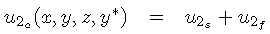 u_{2_c}(x, y, z, y^*) = u_{2_s} + u_{2_f}